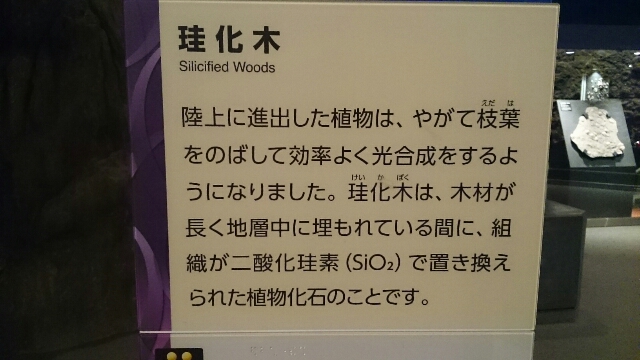 珪化木
Silicified Woods
陸上に進出した植物は、やがて枝葉
をのばして効率よく光合成をするよ
うになりました。珪化木は、木材が
長く地層中に埋もれている間に、組
織が二酸化珪素(SiO₂)で置き換え
られた植物化石のことです。